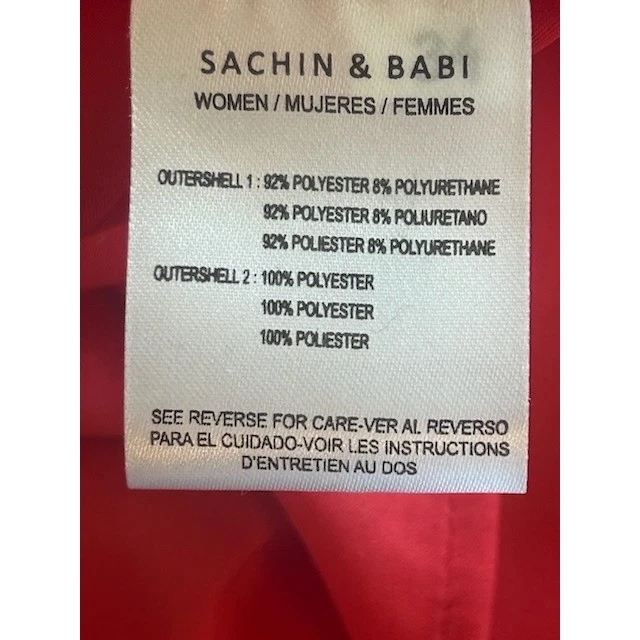 SACHIN & BABI
WOMEN / MUJERES / FEMMES
OUTERSHELL 1 : 92% POLYESTER 8% POLYURETHANE
92% POLYESTER 8% POLIURETANO
92% POLIESTER 8% POLYURETHANE
OUTERSHELL 2 : 100% POLYESTER
100% POLYESTER
100% POLIESTER
SEE REVERSE FOR CARE-VER AL REVERSO
PARA EL CUIDADO-VOIR LES INSTRUCTIONS
D'ENTRETIEN AU DOS